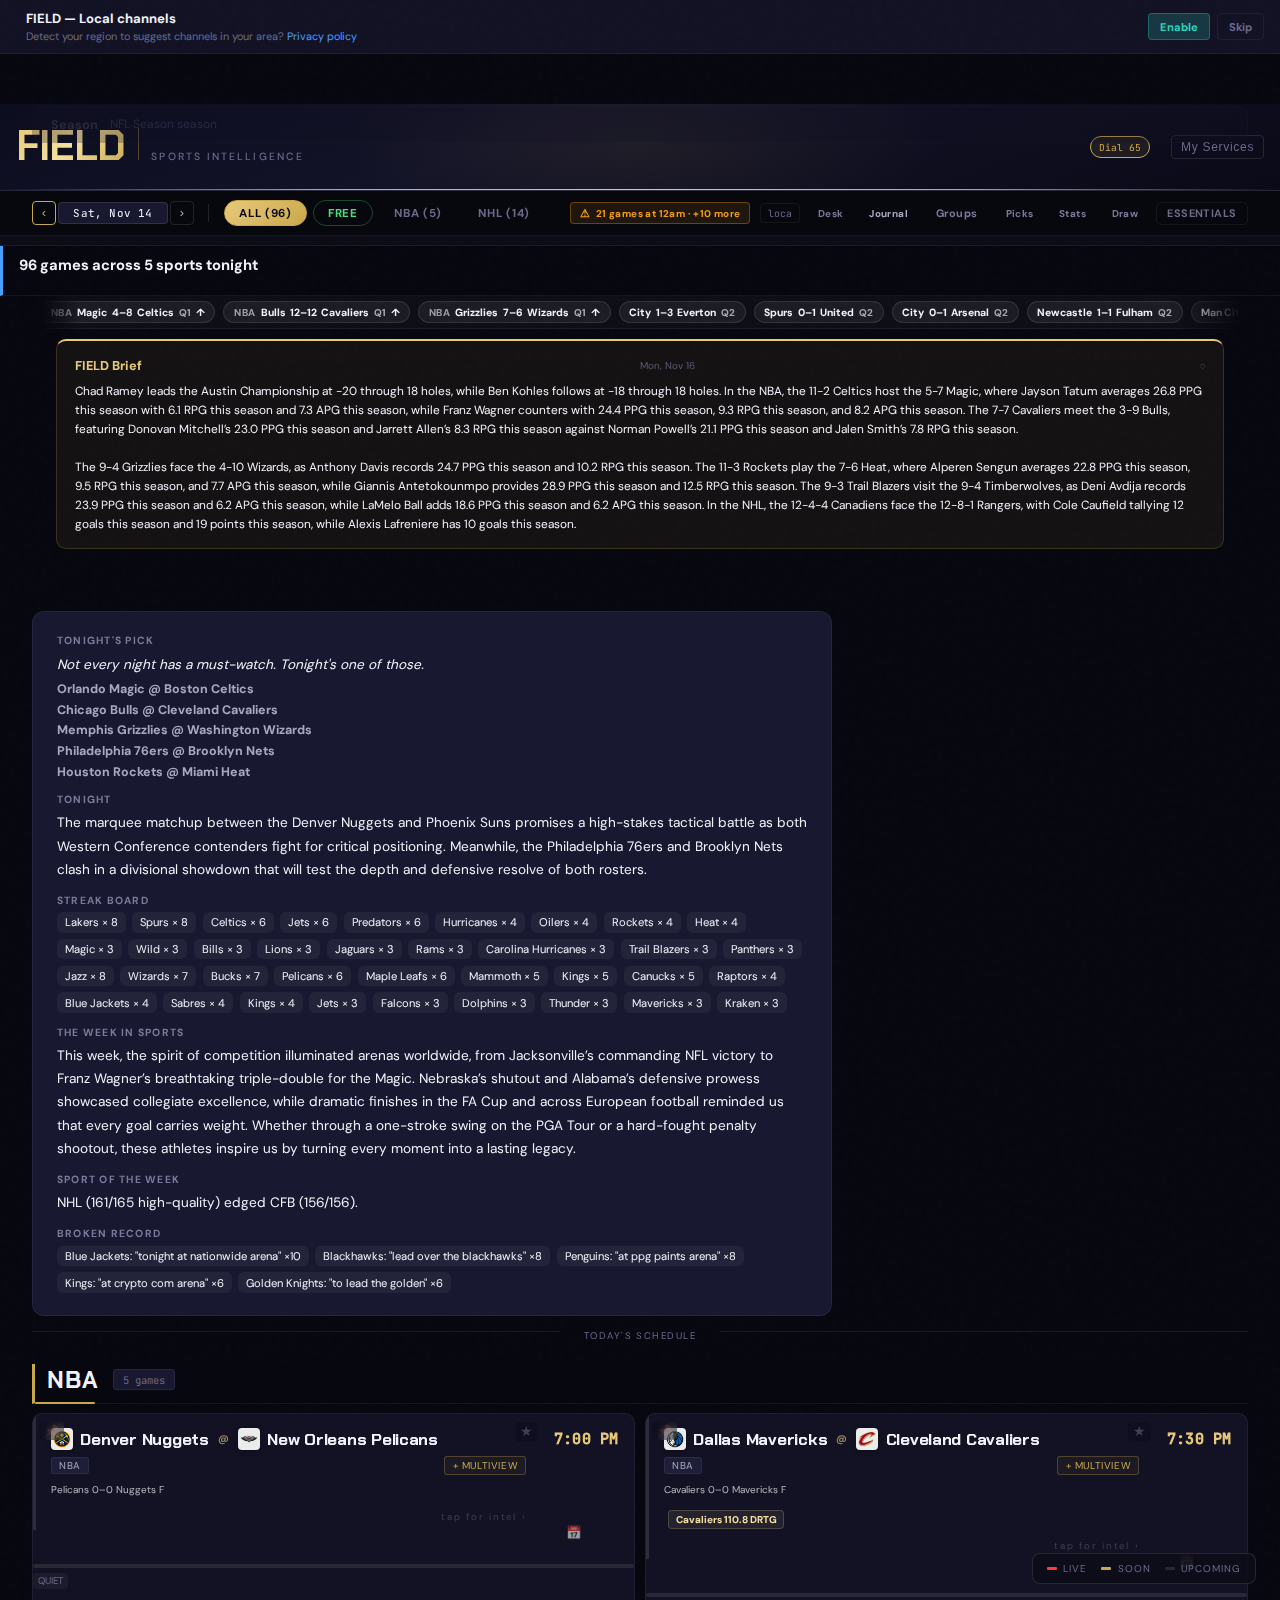 FIELD — Local channels
Detect your region to suggest channels in your area? Privacy policy
Enable
Skip
Season NFL Season season
FIELD
SPORTS INTELLIGENCE
Dial 65
My Services
‹ Sat, Nov 14 ›
ALL (96)
FREE
NBA (5)
NHL (14)
⚠ 21 games at 12am · +10 more
loca
Desk
Journal
Groups
Picks
Stats
Draw
ESSENTIALS
96 games across 5 sports tonight
NBA Magic 4–8 Celtics Q1 ↑
NBA Bulls 12–12 Cavaliers Q1 ↑
NBA Grizzlies 7–6 Wizards Q1 ↑
City 1–3 Everton Q2
Spurs 0–1 United Q2
City 0–1 Arsenal Q2
Newcastle 1–1 Fulham Q2
Man
FIELD Brief
Mon, Nov 16
Chad Ramey leads the Austin Championship at -20 through 18 holes, while Ben Kohles follows at -18 through 18 holes. In the NBA, the 11-2 Celtics host the 5-7 Magic, where Jayson Tatum averages 26.8 PPG
this season with 6.1 RPG this season and 7.3 APG this season, while Franz Wagner counters with 24.4 PPG this season, 9.3 RPG this season, and 8.2 APG this season. The 7-7 Cavaliers meet the 3-9 Bulls,
featuring Donovan Mitchell’s 23.0 PPG this season and Jarrett Allen’s 8.3 RPG this season against Norman Powell’s 21.1 PPG this season and Jalen Smith’s 7.8 RPG this season.
The 9-4 Grizzlies face the 4-10 Wizards, as Anthony Davis records 24.7 PPG this season and 10.2 RPG this season. The 11-3 Rockets play the 7-6 Heat, where Alperen Sengun averages 22.8 PPG this season,
9.5 RPG this season, and 7.7 APG this season, while Giannis Antetokounmpo provides 28.9 PPG this season and 12.5 RPG this season. The 9-3 Trail Blazers visit the 9-4 Timberwolves, as Deni Avdija records
23.9 PPG this season and 6.2 APG this season, while LaMelo Ball adds 18.6 PPG this season and 6.2 APG this season. In the NHL, the 12-4-4 Canadiens face the 12-8-1 Rangers, with Cole Caufield tallying 12
goals this season and 19 points this season, while Alexis Lafreniere has 10 goals this season.
TONIGHT'S PICK
Not every night has a must-watch. Tonight's one of those.
Orlando Magic @ Boston Celtics
Chicago Bulls @ Cleveland Cavaliers
Memphis Grizzlies @ Washington Wizards
Philadelphia 76ers @ Brooklyn Nets
Houston Rockets @ Miami Heat
TONIGHT
The marquee matchup between the Denver Nuggets and Phoenix Suns promises a high-stakes tactical battle as both
Western Conference contenders fight for critical positioning. Meanwhile, the Philadelphia 76ers and Brooklyn Nets
clash in a divisional showdown that will test the depth and defensive resolve of both rosters.
STREAK BOARD
Lakers × 8 Spurs × 8 Celtics × 6 Jets × 6 Predators × 6 Hurricanes × 4 Oilers × 4 Rockets × 4 Heat × 4
Magic × 3 Wild × 3 Bills × 3 Lions × 3 Jaguars × 3 Rams × 3 Carolina Hurricanes × 3 Trail Blazers × 3 Panthers × 3
Jazz × 8 Wizards × 7 Bucks × 7 Pelicans × 6 Maple Leafs × 6 Mammoth × 5 Kings × 5 Canucks × 5 Raptors × 4
Blue Jackets × 4 Sabres × 4 Kings × 4 Jets × 3 Falcons × 3 Dolphins × 3 Thunder × 3 Mavericks × 3 Kraken × 3
THE WEEK IN SPORTS
This week, the spirit of competition illuminated arenas worldwide, from Jacksonville’s commanding NFL victory to
Franz Wagner’s breathtaking triple-double for the Magic. Nebraska’s shutout and Alabama’s defensive prowess
showcased collegiate excellence, while dramatic finishes in the FA Cup and across European football reminded us
that every goal carries weight. Whether through a one-stroke swing on the PGA Tour or a hard-fought penalty
shootout, these athletes inspire us by turning every moment into a lasting legacy.
SPORT OF THE WEEK
NHL (161/165 high-quality) edged CFB (156/156).
BROKEN RECORD
Blue Jackets: "tonight at nationwide arena" ×10 Blackhawks: "lead over the blackhawks" ×8 Penguins: "at ppg paints arena" ×8
Kings: "at crypto com arena" ×6 Golden Knights: "to lead the golden" ×6
TODAY'S SCHEDULE
NBA
5 games
Denver Nuggets @ New Orleans Pelicans
★
7:00 PM
NBA
+ MULTIVIEW
Pelicans 0–0 Nuggets F
tap for intel ›
QUIET
Dallas Mavericks @ Cleveland Cavaliers
★
7:30 PM
NBA
+ MULTIVIEW
Cavaliers 0–0 Mavericks F
Cavaliers 110.8 DRTG
tap for intel ›
LIVE
SOON
UPCOMING